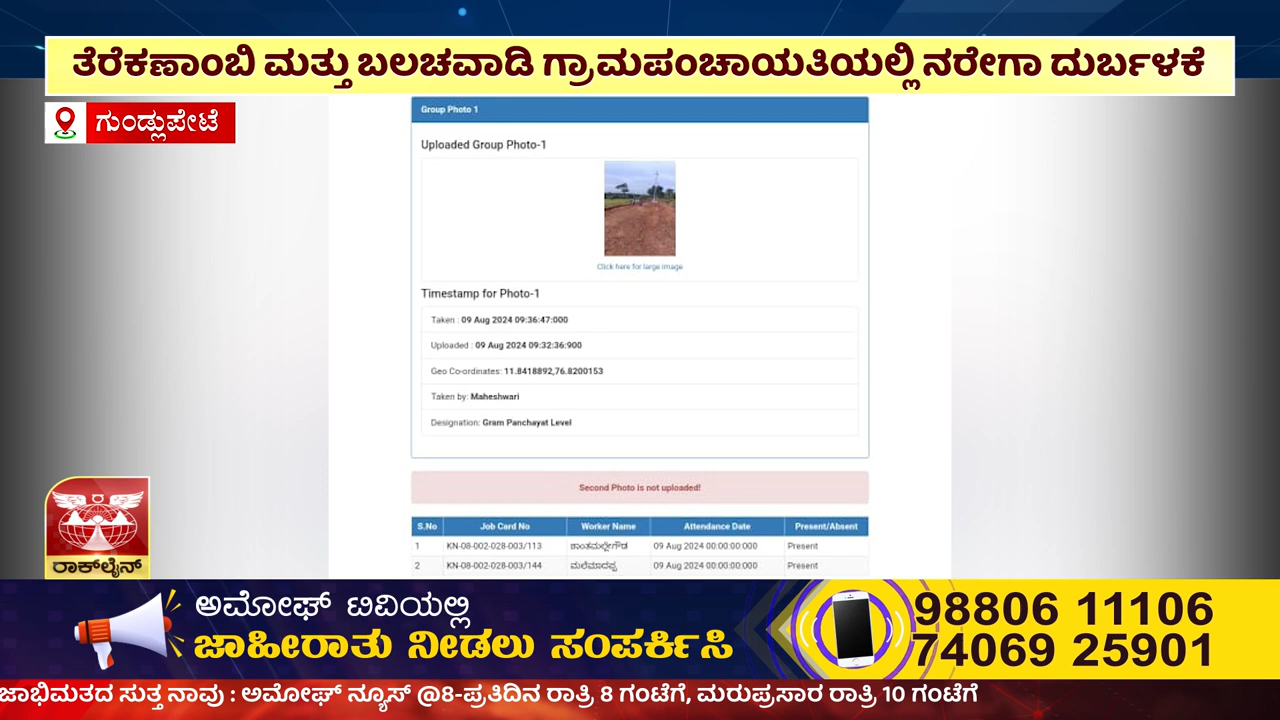 ತೆರೆಕಣಾಂಬಿ ಮತ್ತು ಬಲಚವಾಡಿ ಗ್ರಾಮಪಂಚಾಯತಿಯಲ್ಲಿ ನರೇಗಾ ದುರ್ಬಳಕೆ
ಗುಂಡ್ಲುಪೇಟೆ
Group Photo 1
Uploaded Group Photo-1
Click here for large image
Timestamp for Photo-1
Taken : 09 Aug 2024 09:36:47:000
Uploaded : 09 Aug 2024 09:32:36:900
Geo Co-ordinates: 11.8418892,76.8200153
Taken by: Maheshwari
Designation: Gram Panchayat Level
Second Photo is not uploaded!
S.No Job Card No Worker Name Attendance Date Present/Absent
1 KN-08-002-028-003/113 ಶಾಂತಮಲ್ಲೇಗೌಡ 09 Aug 2024 00:00:00:000 Present
2 KN-08-002-028-003/144 ಮಲೆಮಾದಪ್ಪ 09 Aug 2024 00:00:00:000 Present
ರಾಕ್‌ಲೈನ್
ಅಮೋಘ್ ಟಿವಿಯಲ್ಲಿ
ಜಾಹೀರಾತು ನೀಡಲು ಸಂಪರ್ಕಿಸಿ
98806 11106
74069 25901
ಜಾಭಿಮತದ ಸುತ್ತ ನಾವು : ಅಮೋಘ್ ನ್ಯೂಸ್ @8-ಪ್ರತಿದಿನ ರಾತ್ರಿ 8 ಗಂಟೆಗೆ, ಮರುಪ್ರಸಾರ ರಾತ್ರಿ 10 ಗಂಟೆಗೆ